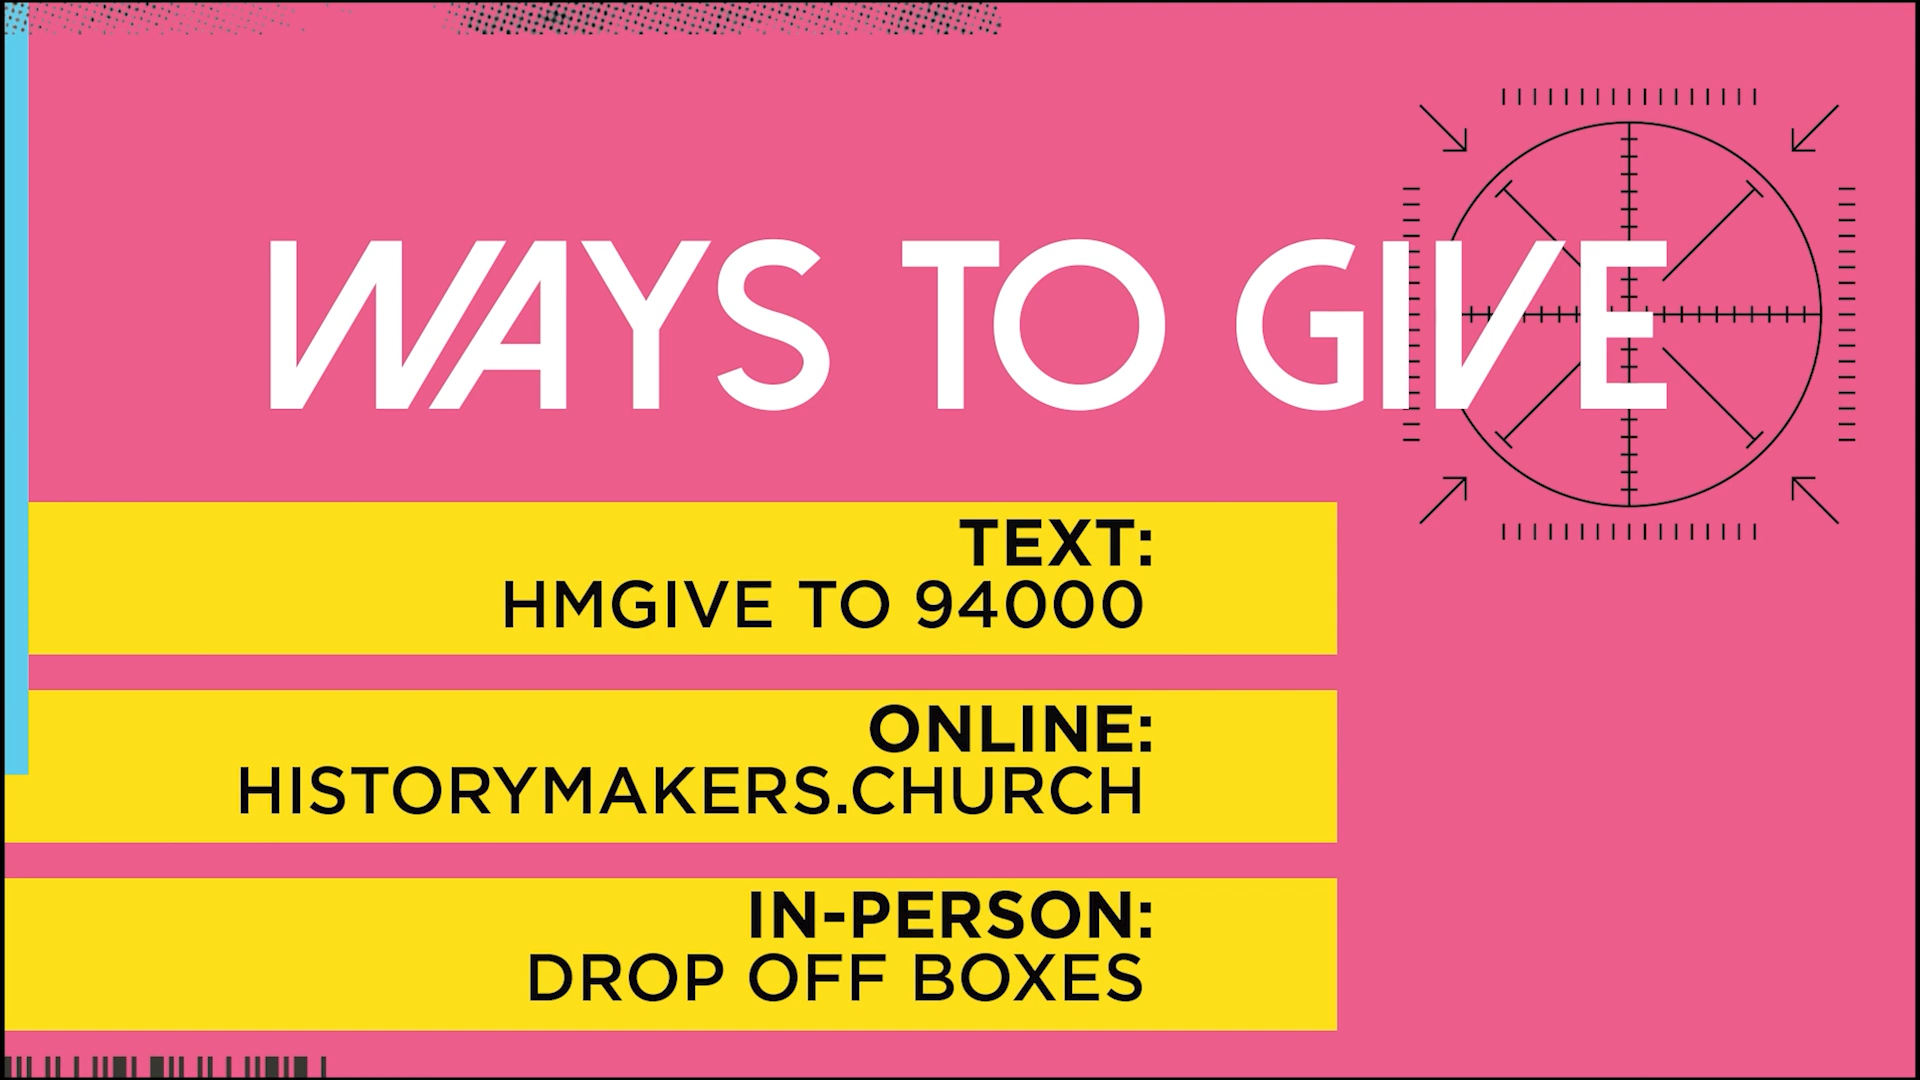 WAYS TO GIVE
TEXT:
HMGIVE TO 94000
ONLINE:
HISTORYMAKERS.CHURCH
IN-PERSON:
DROP OFF BOXES